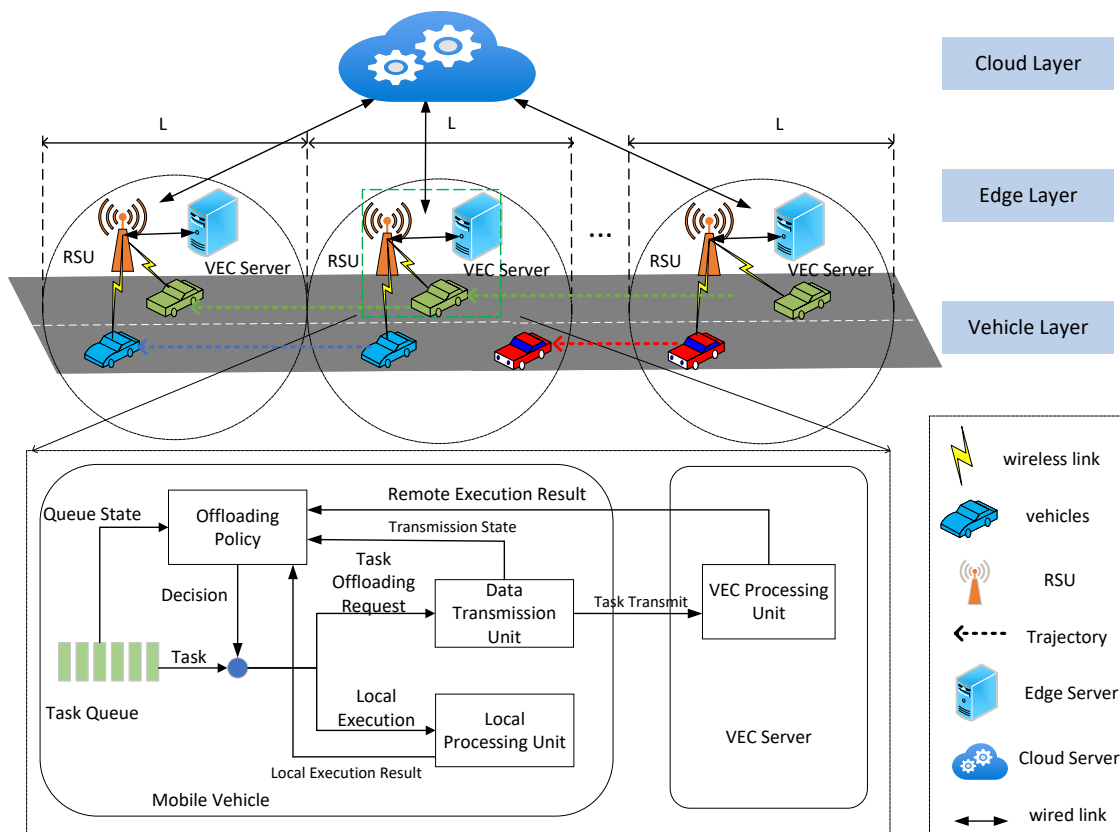 Cloud Layer
L
L
L
Edge Layer
RSU
VEC Server
RSU
VEC Server
...
RSU
VEC Server
Vehicle Layer
Queue State
Offloading
Policy
Remote Execution Result
Transmission State
Task
Offloading
Request
Decision
Data
Transmission
Unit
Task Transmit
VEC Processing
Unit
Task
Task Queue
Local
Execution
Local
Processing Unit
Local Execution Result
Mobile Vehicle
VEC Server
wireless link
vehicles
RSU
Trajectory
Edge Server
Cloud Server
wired link